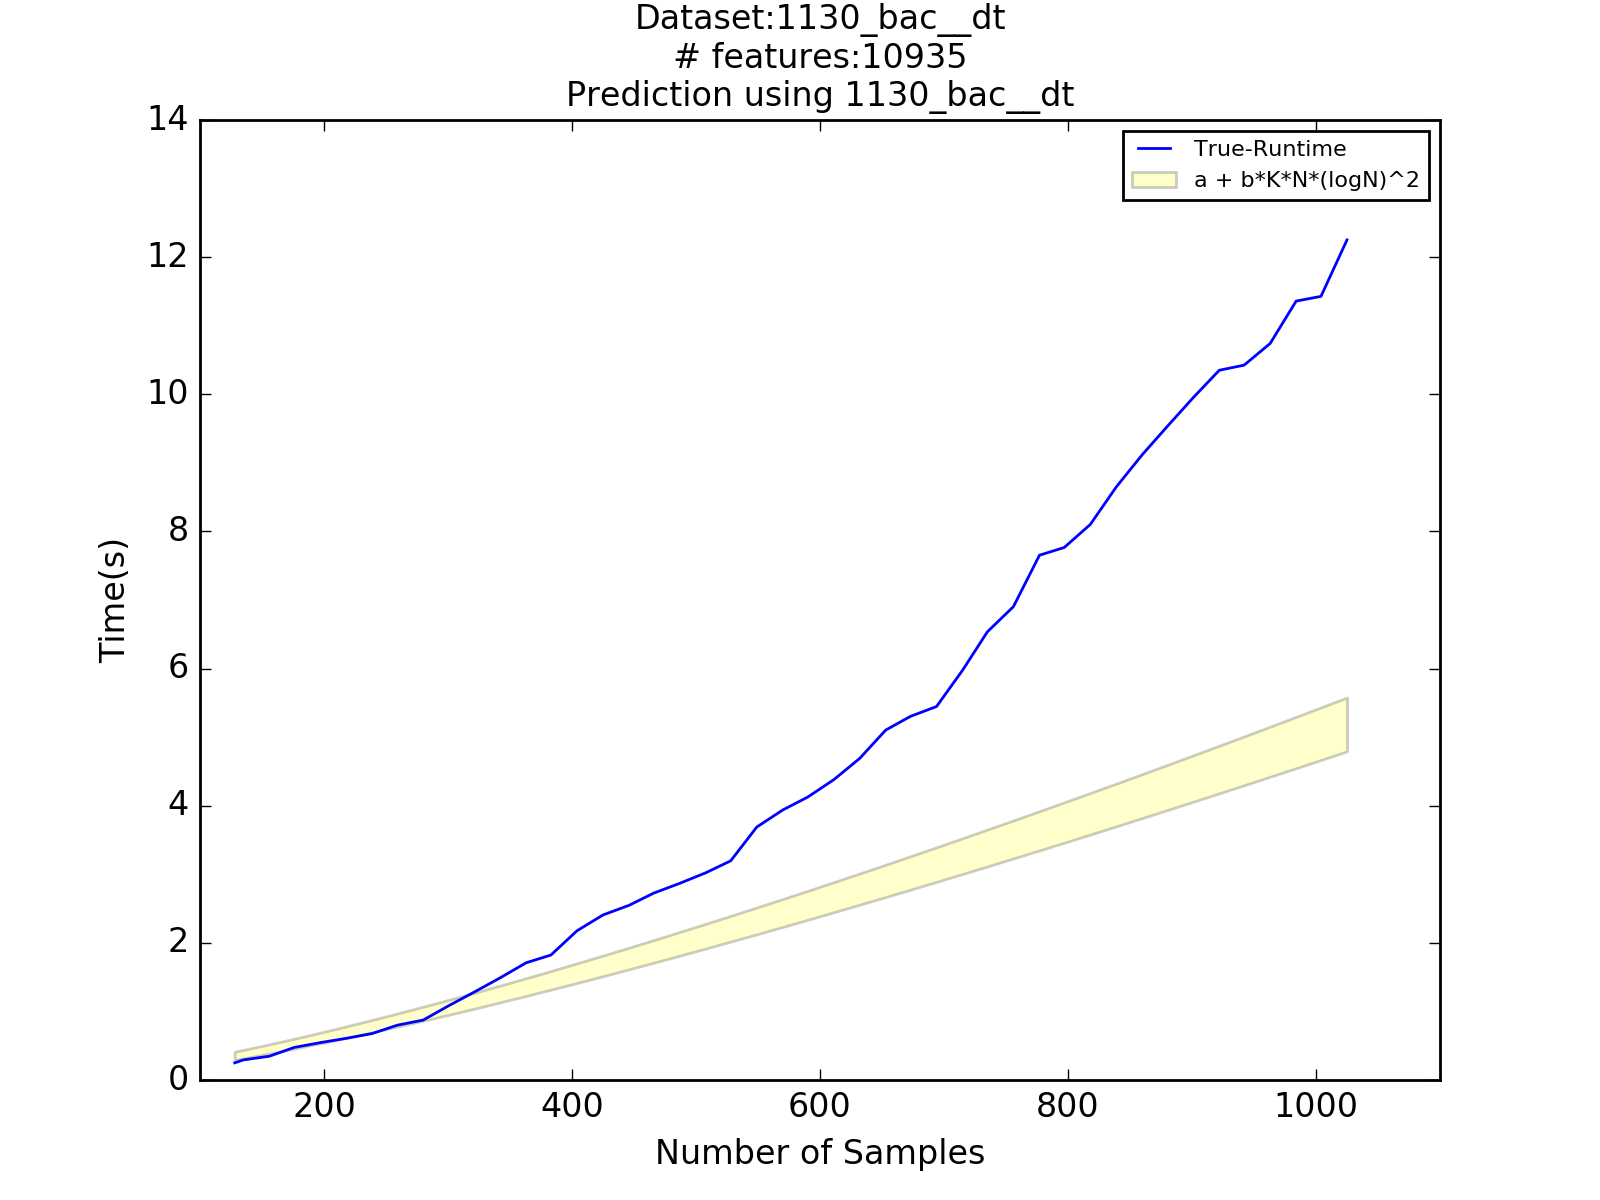 Dataset:1130_bac__dt
# features:10935
Prediction using 1130_bac__dt
True-Runtime
a + b*K*N*(logN)^2
14
12
10
8
6
4
2
0
Time(s)
200 400 600 800 1000
Number of Samples